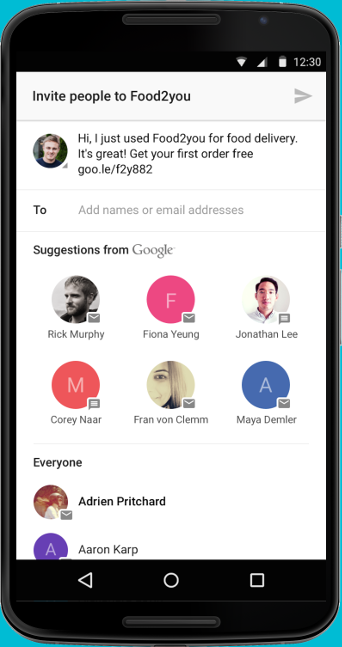 12:30
Invite people to Food2you
Hi, I just used Food2you for food delivery.
It's great! Get your first order free
goo.le/f2y882
To Add names or email addresses
Suggestions from Google
F
Rick Murphy Fiona Yeung Jonathan Lee
M A
Corey Naar Fran von Clemm Maya Demler
Everyone
Adrien Pritchard
A Aaron Karp